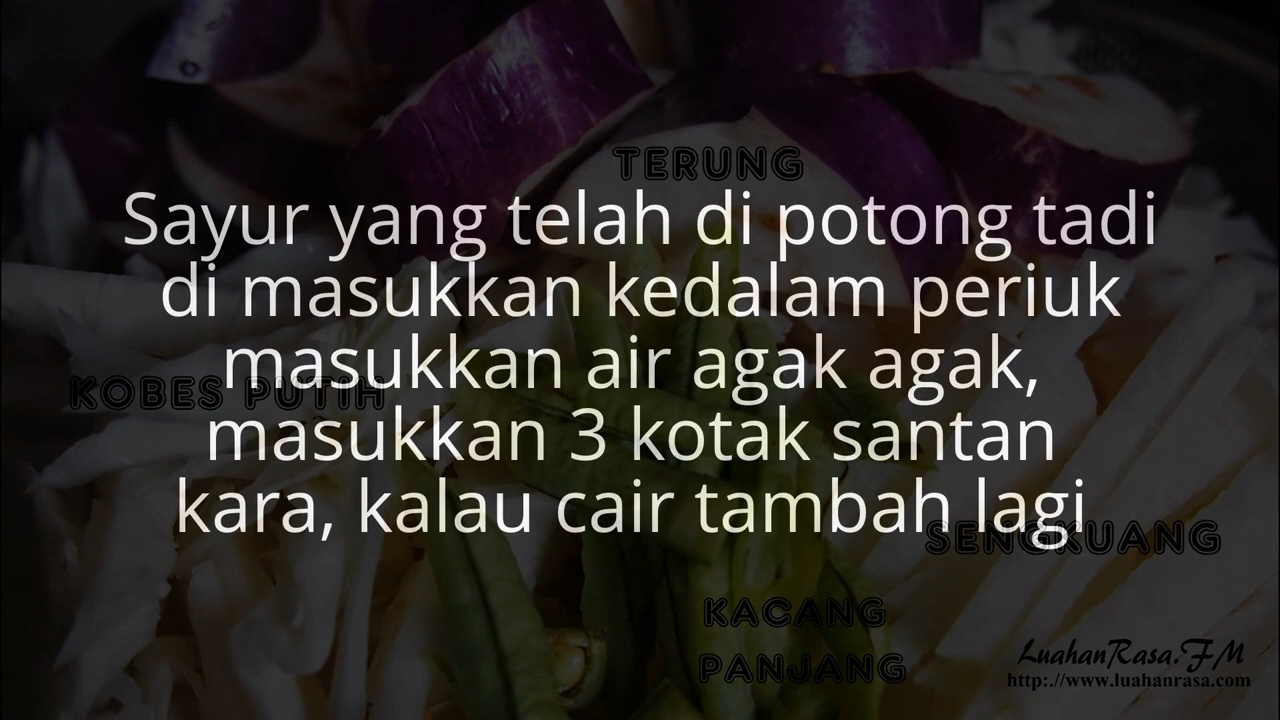 TERUNG
Sayur yang telah di potong tadi
di masukkan kedalam periuk
masukkan air agak agak,
KOBES PUTIH
masukkan 3 kotak santan
kara, kalau cair tambah lagi
SENGKUANG
KACANG
PANJANG
LuahanRasa.FM
http://www.luahanrasa.com